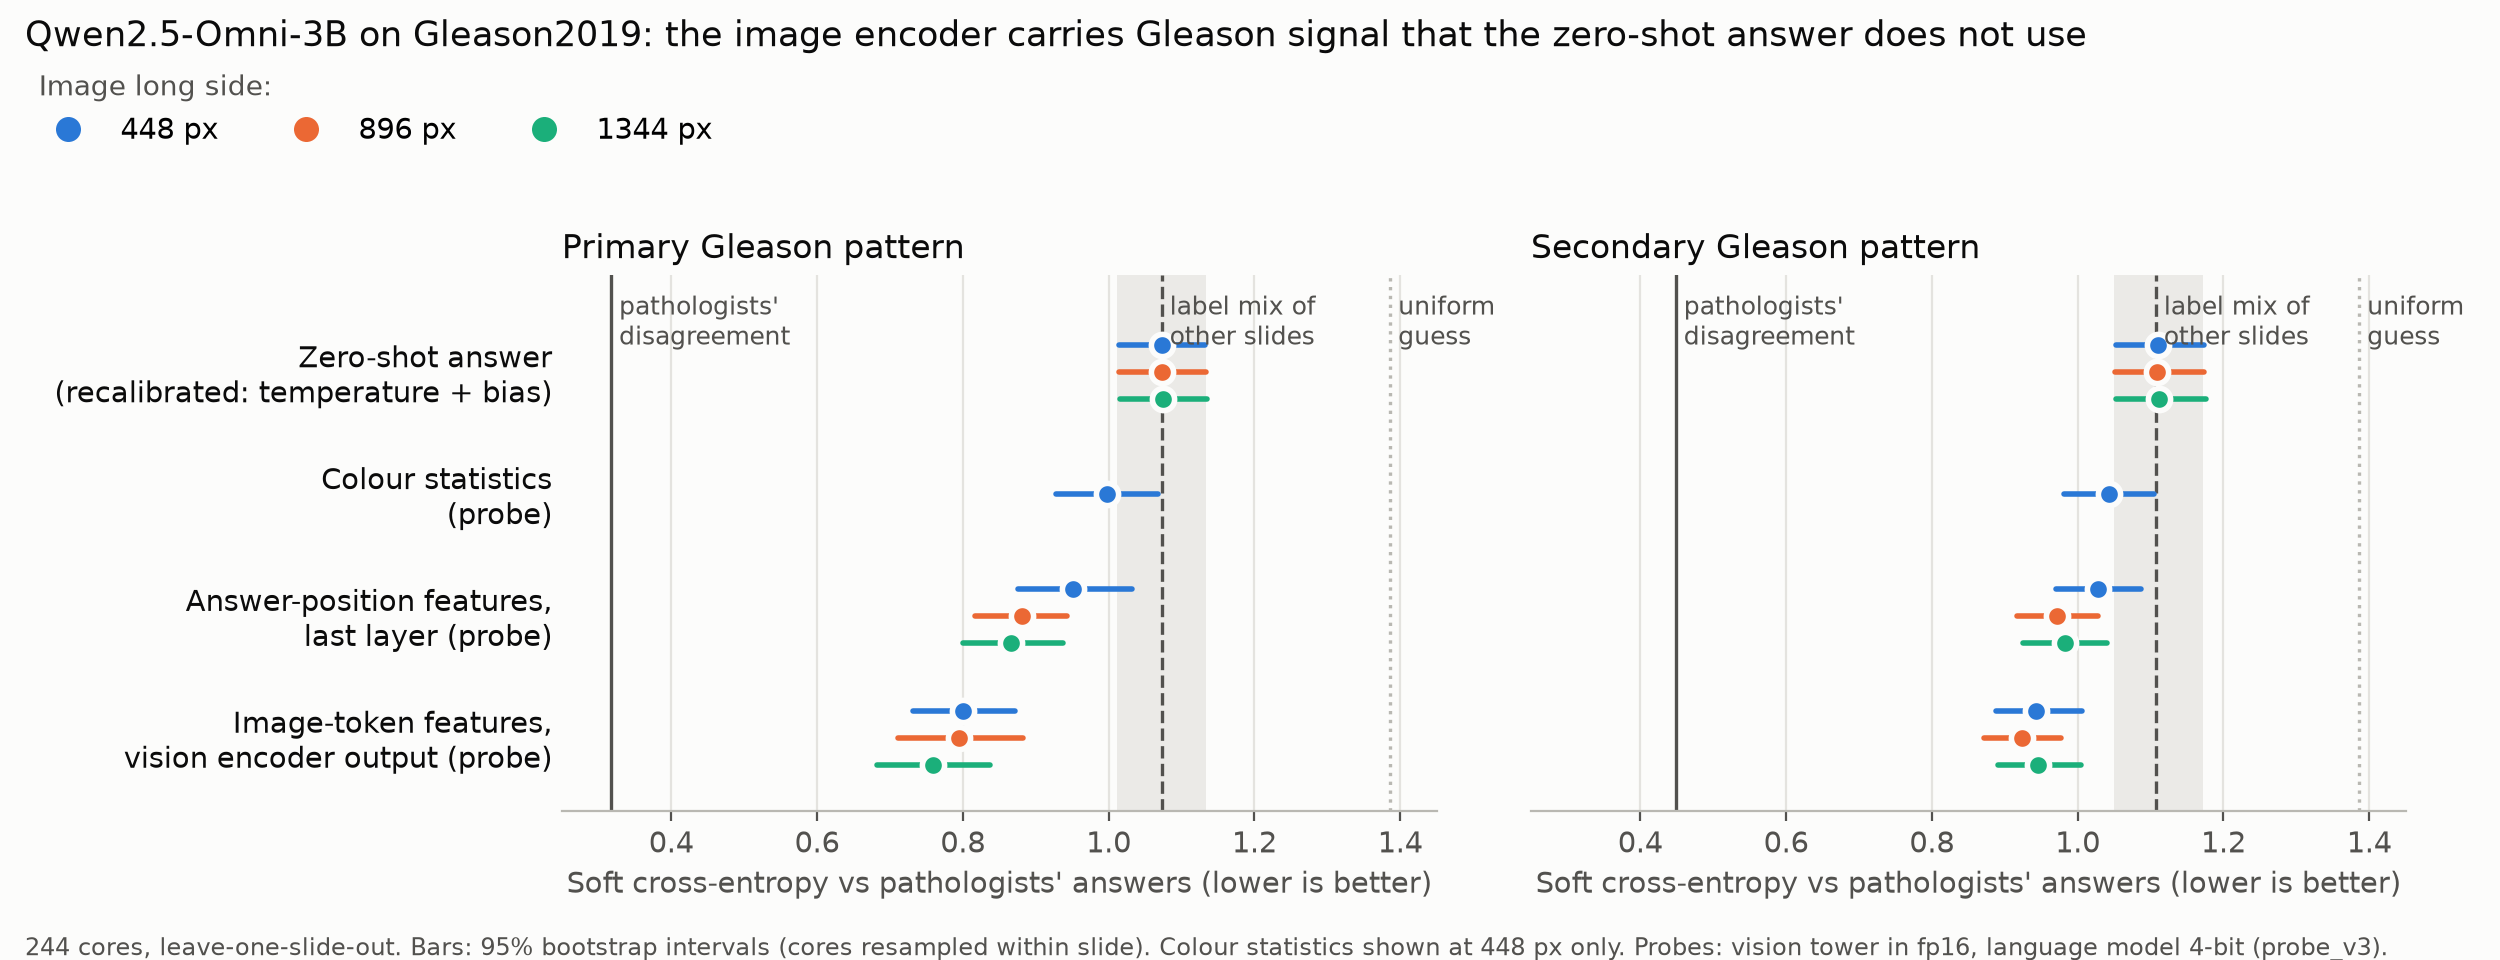 Qwen2.5-Omni-3B on Gleason2019: the image encoder carries Gleason signal that the zero-shot answer does not use
Image long side:
448 px
896 px
1344 px
Primary Gleason pattern
pathologists'
disagreement
label mix of
other slides
uniform
guess
Zero-shot answer
(recalibrated: temperature + bias)
Colour statistics
(probe)
Answer-position features,
last layer (probe)
Image-token features,
vision encoder output (probe)
0.4 0.6 0.8 1.0 1.2 1.4
Soft cross-entropy vs pathologists' answers (lower is better)
Secondary Gleason pattern
pathologists'
disagreement
label mix of
other slides
uniform
guess
0.4 0.6 0.8 1.0 1.2 1.4
Soft cross-entropy vs pathologists' answers (lower is better)
244 cores, leave-one-slide-out. Bars: 95% bootstrap intervals (cores resampled within slide). Colour statistics shown at 448 px only. Probes: vision tower in fp16, language model 4-bit (probe_v3).